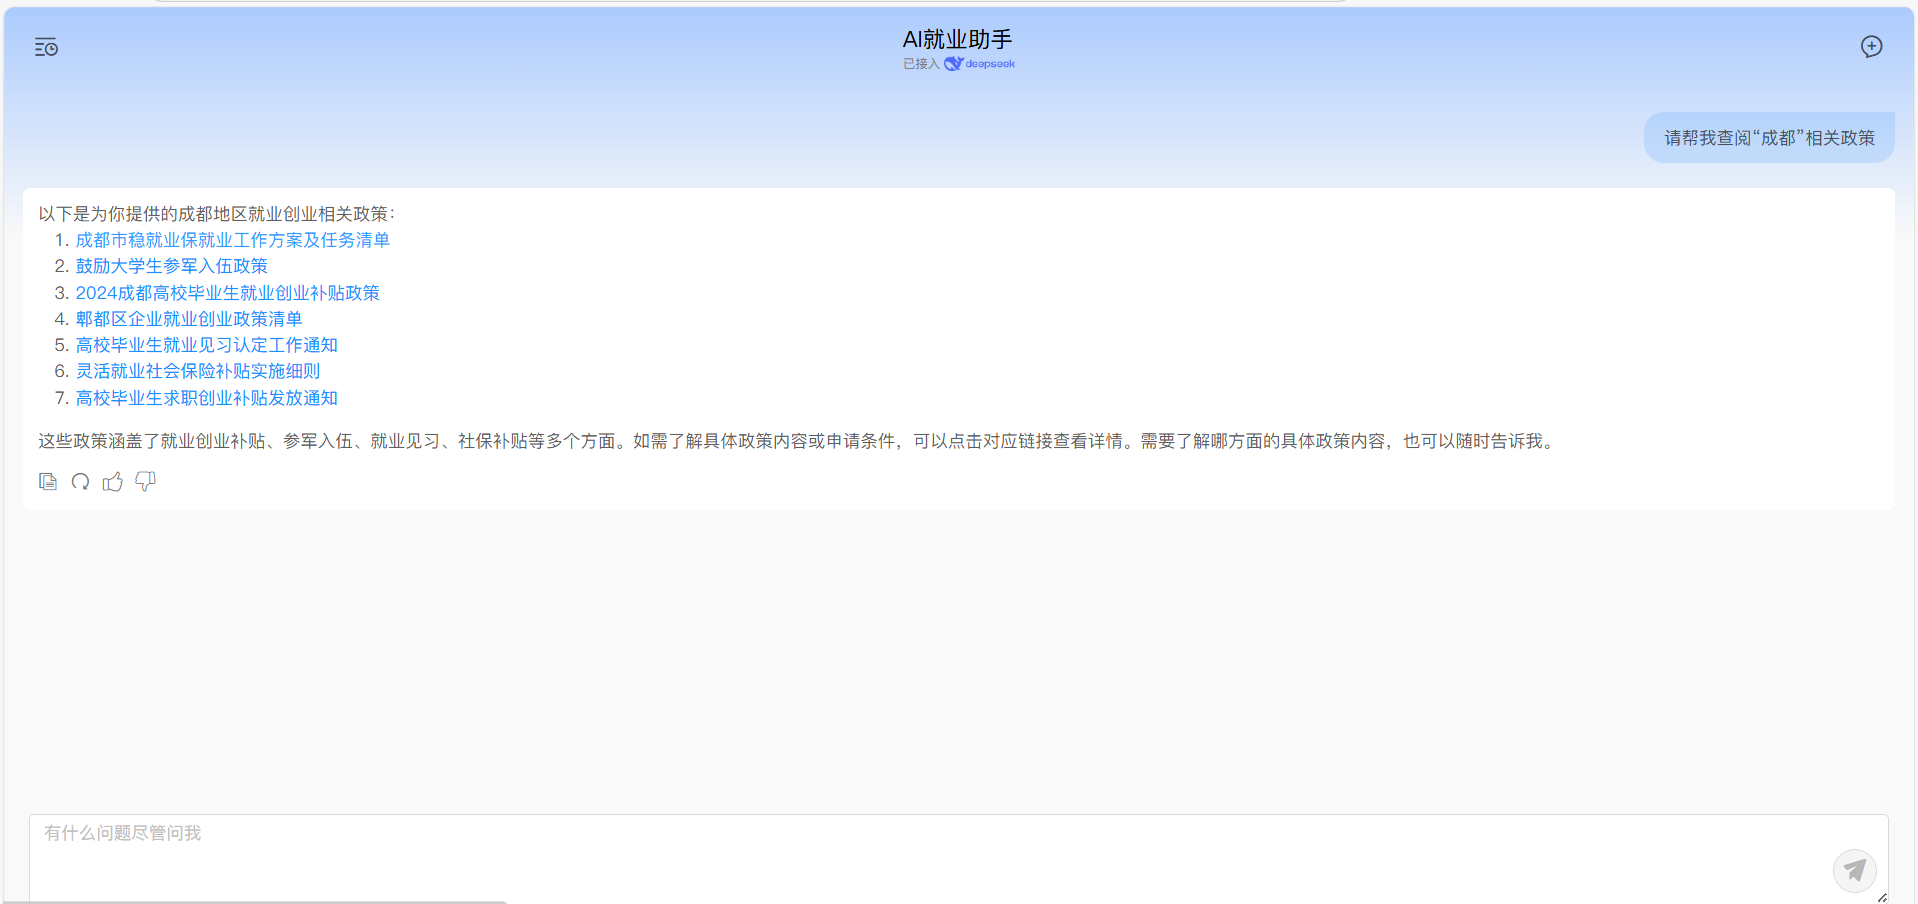 AI就业助手
已接入 deepseek
请帮我查阅“成都”相关政策
以下是为你提供的成都地区就业创业相关政策：
1. 成都市稳就业保就业工作方案及任务清单
2. 鼓励大学生参军入伍政策
3. 2024成都高校毕业生就业创业补贴政策
4. 郫都区企业就业创业政策清单
5. 高校毕业生就业见习认定工作通知
6. 灵活就业社会保险补贴实施细则
7. 高校毕业生求职创业补贴发放通知
这些政策涵盖了就业创业补贴、参军入伍、就业见习、社保补贴等多个方面。如需了解具体政策内容或申请条件，可以点击对应链接查看详情。需要了解哪方面的具体政策内容，也可以随时告诉我。
有什么问题尽管问我